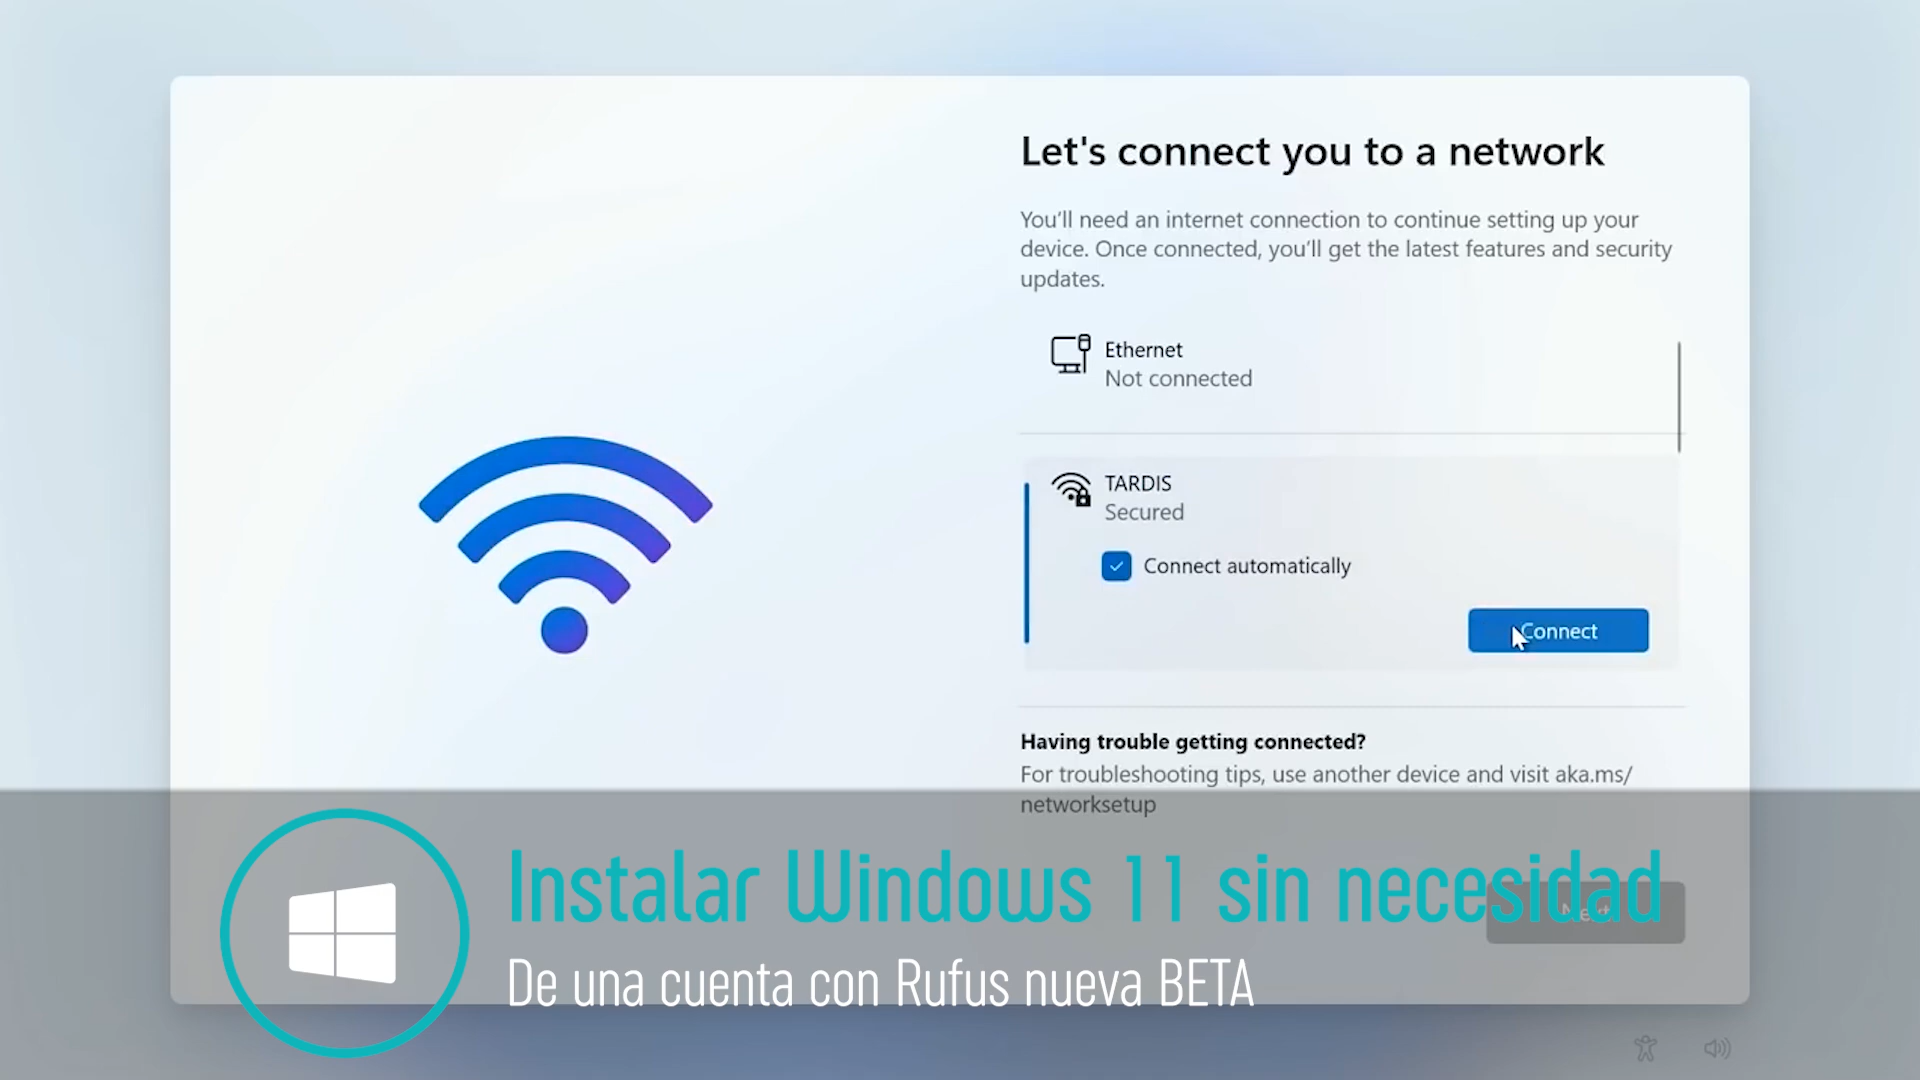 Let's connect you to a network
You'll need an internet connection to continue setting up your
device. Once connected, you'll get the latest features and security
updates.
Ethernet
Not connected
TARDIS
Secured
Connect automatically
Connect
Having trouble getting connected?
For troubleshooting tips, use another device and visit aka.ms/
networksetup
Next
Instalar Windows 11 sin necesidad
De una cuenta con Rufus nueva BETA